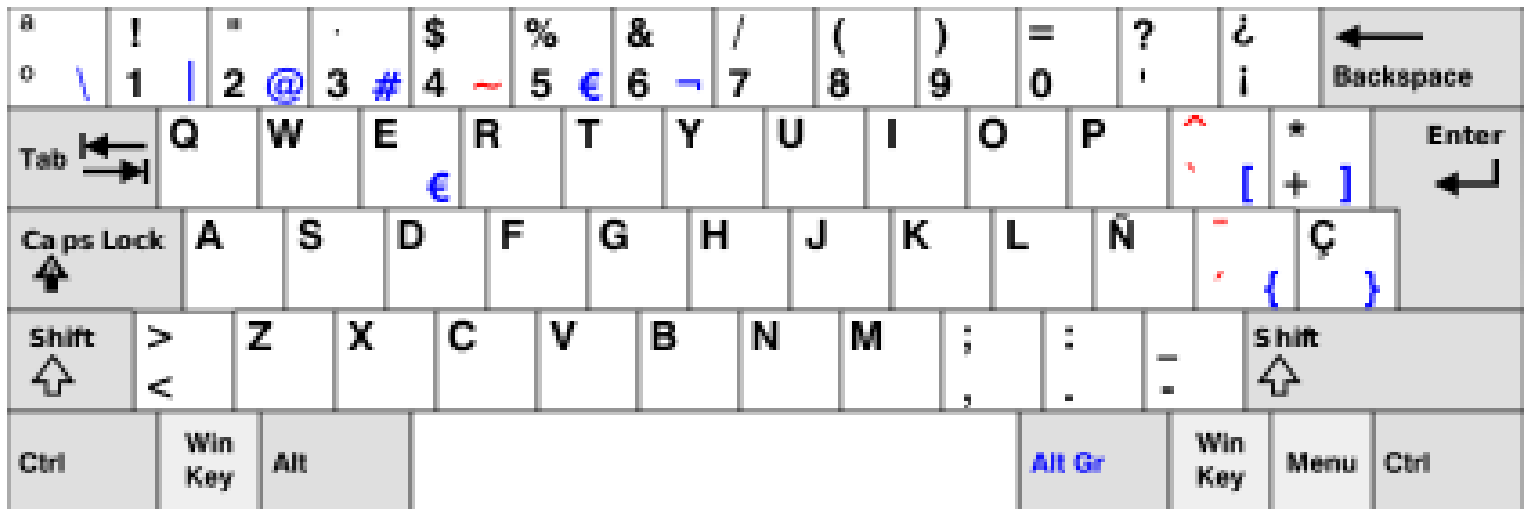 ª ! " · $ % & / ( ) = ? ¿
º \ 1 | 2 @ 3 # 4 ~ 5 € 6 ¬ 7 8 9 0 ' ¡ Backspace
Tab Q W E R T Y U I O P ^ * Enter
€ ` [ + ]
Caps Lock A S D F G H J K L Ñ ¨ Ç
´ { }
Shift > Z X C V B N M ; : _ Shift
< , . -
Ctrl Win Key Alt Alt Gr Win Key Menu Ctrl